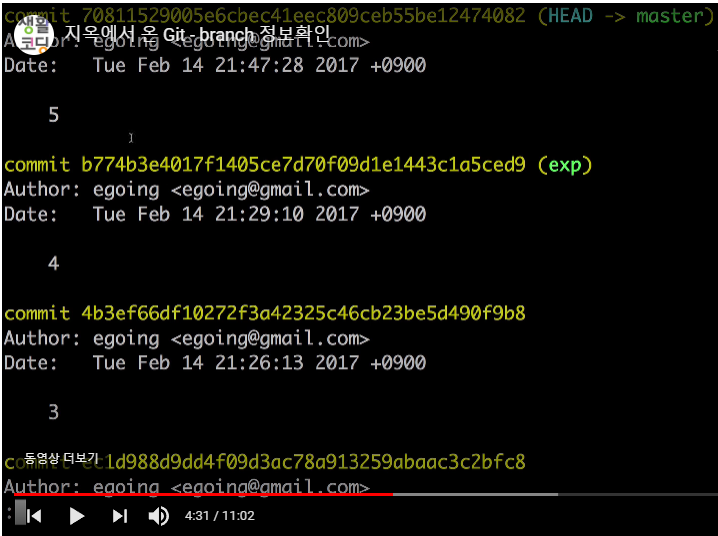 commit 70811529005e6cbec41eec809ceb55be12474082 (HEAD -> master)
생활
코딩
지옥에서 온 Git - branch 정보확인
Author: egoing <egoing@gmail.com>
Date:   Tue Feb 14 21:47:28 2017 +0900
5
commit b774b3e4017f1405ce7d70f09d1e1443c1a5ced9 (exp)
Author: egoing <egoing@gmail.com>
Date:   Tue Feb 14 21:29:10 2017 +0900
4
commit 4b3ef66df10272f3a42325c46cb23be5d490f9b8
Author: egoing <egoing@gmail.com>
Date:   Tue Feb 14 21:26:13 2017 +0900
3
동영상 더보기
commit ec1d988d9dd4f09d3ac78a913259abaac3c2bfc8
Author: egoing <egoing@gmail.com>
:
4:31 / 11:02